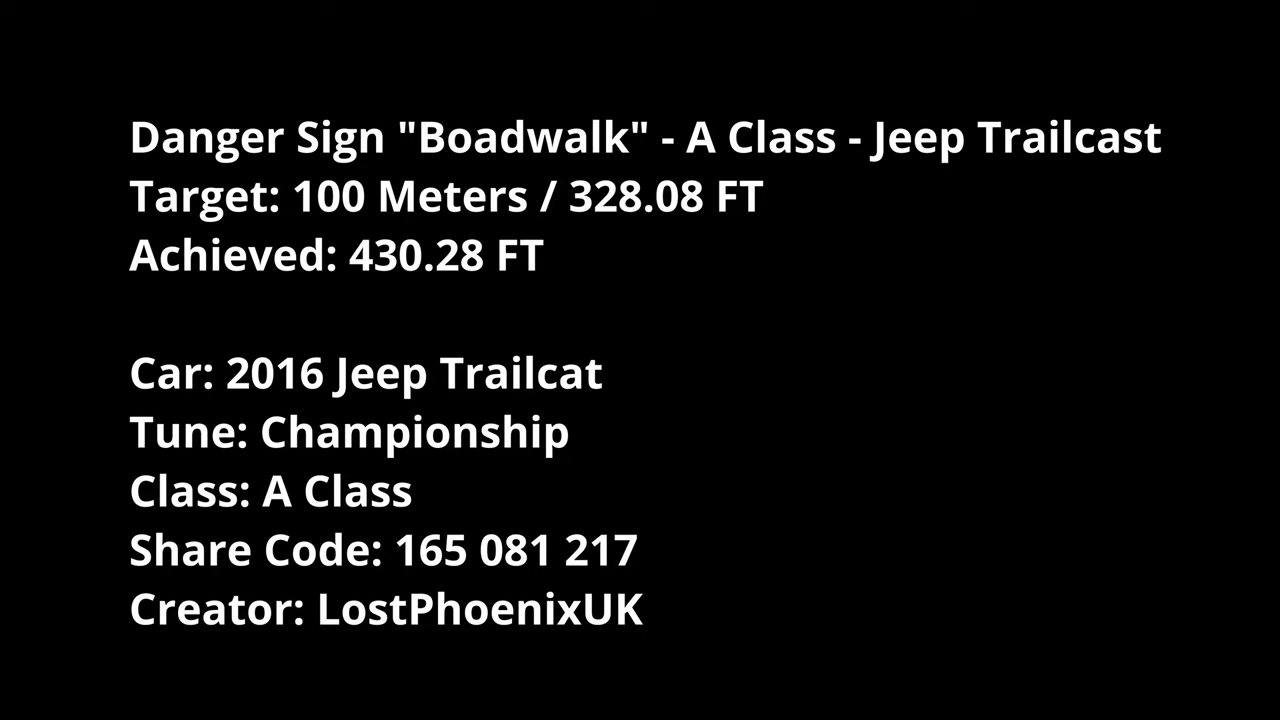 Danger Sign "Boadwalk" - A Class - Jeep Trailcast
Target: 100 Meters / 328.08 FT
Achieved: 430.28 FT
Car: 2016 Jeep Trailcat
Tune: Championship
Class: A Class
Share Code: 165 081 217
Creator: LostPhoenixUK